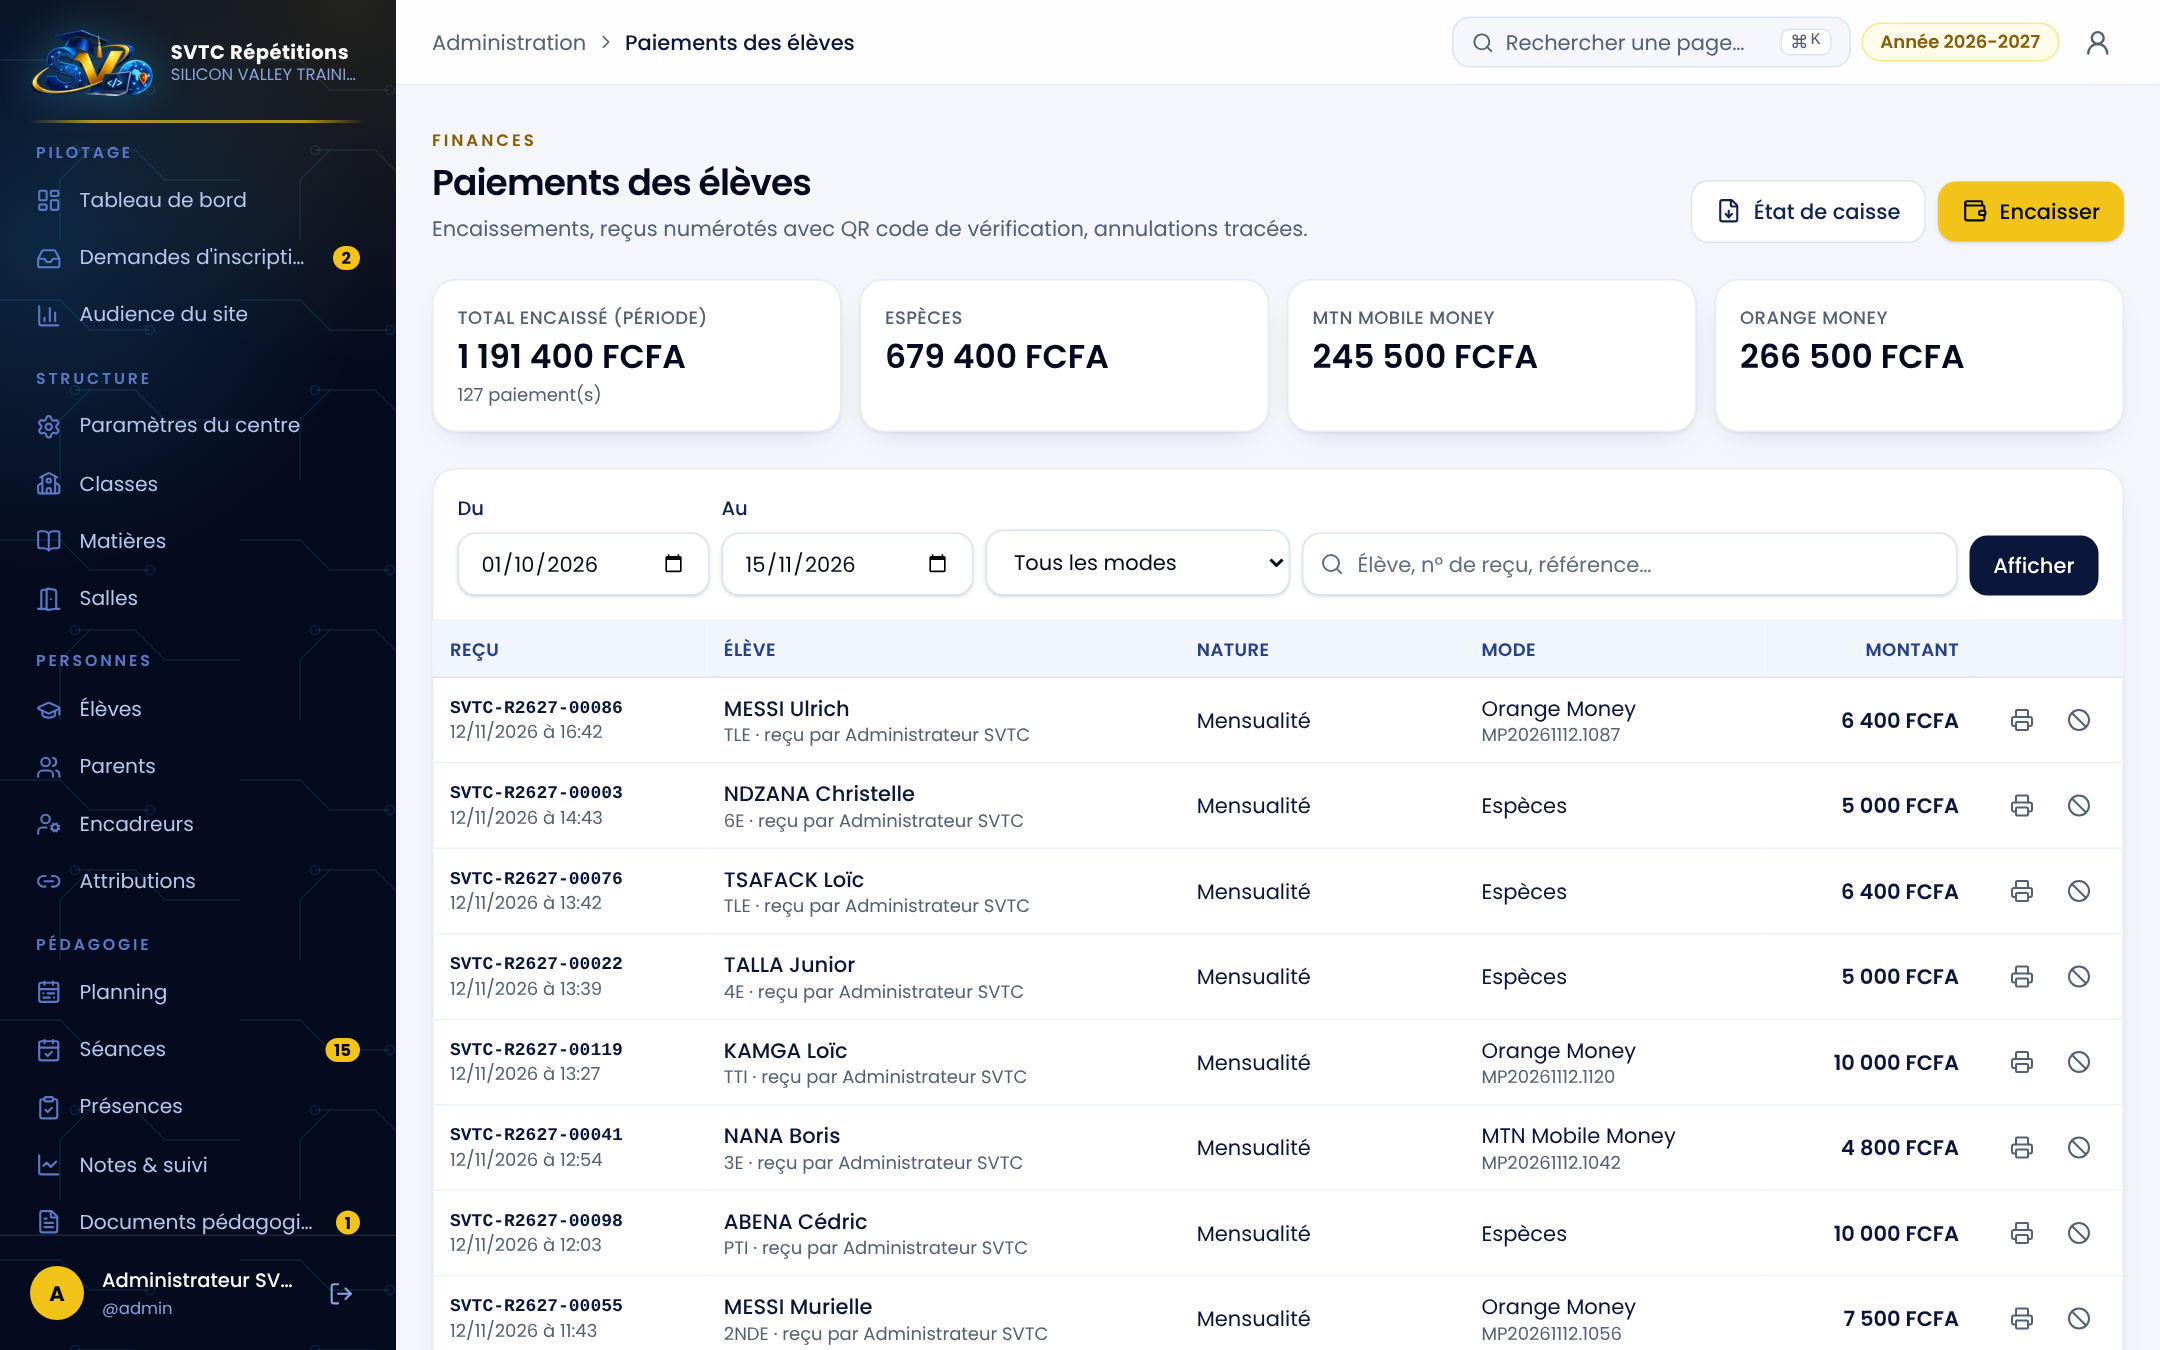 SVTC Répétitions
SILICON VALLEY TRAINI...
PILOTAGE
Tableau de bord
Demandes d'inscripti... 2
Audience du site
STRUCTURE
Paramètres du centre
Classes
Matières
Salles
PERSONNES
Élèves
Parents
Encadreurs
Attributions
PÉDAGOGIE
Planning
Séances 15
Présences
Notes & suivi
Documents pédagogi... 1
A
Administrateur SV...
@admin
Administration > Paiements des élèves
Rechercher une page... ⌘ K
Année 2026-2027
FINANCES
Paiements des élèves
Encaissements, reçus numérotés avec QR code de vérification, annulations tracées.
État de caisse
Encaisser
TOTAL ENCAISSÉ (PÉRIODE)
1 191 400 FCFA
127 paiement(s)
ESPÈCES
679 400 FCFA
MTN MOBILE MONEY
245 500 FCFA
ORANGE MONEY
266 500 FCFA
Du
01/10/2026
Au
15/11/2026
Tous les modes
Élève, n° de reçu, référence...
Afficher
REÇU ÉLÈVE NATURE MODE MONTANT
SVTC-R2627-00086 MESSI Ulrich Mensualité Orange Money 6 400 FCFA
12/11/2026 à 16:42 TLE · reçu par Administrateur SVTC MP20261112.1087
SVTC-R2627-00003 NDZANA Christelle Mensualité Espèces 5 000 FCFA
12/11/2026 à 14:43 6E · reçu par Administrateur SVTC
SVTC-R2627-00076 TSAFACK Loïc Mensualité Espèces 6 400 FCFA
12/11/2026 à 13:42 TLE · reçu par Administrateur SVTC
SVTC-R2627-00022 TALLA Junior Mensualité Espèces 5 000 FCFA
12/11/2026 à 13:39 4E · reçu par Administrateur SVTC
SVTC-R2627-00119 KAMGA Loïc Mensualité Orange Money 10 000 FCFA
12/11/2026 à 13:27 TTI · reçu par Administrateur SVTC MP20261112.1120
SVTC-R2627-00041 NANA Boris Mensualité MTN Mobile Money 4 800 FCFA
12/11/2026 à 12:54 3E · reçu par Administrateur SVTC MP20261112.1042
SVTC-R2627-00098 ABENA Cédric Mensualité Espèces 10 000 FCFA
12/11/2026 à 12:03 PTI · reçu par Administrateur SVTC
SVTC-R2627-00055 MESSI Murielle Mensualité Orange Money 7 500 FCFA
12/11/2026 à 11:43 2NDE · reçu par Administrateur SVTC MP20261112.1056